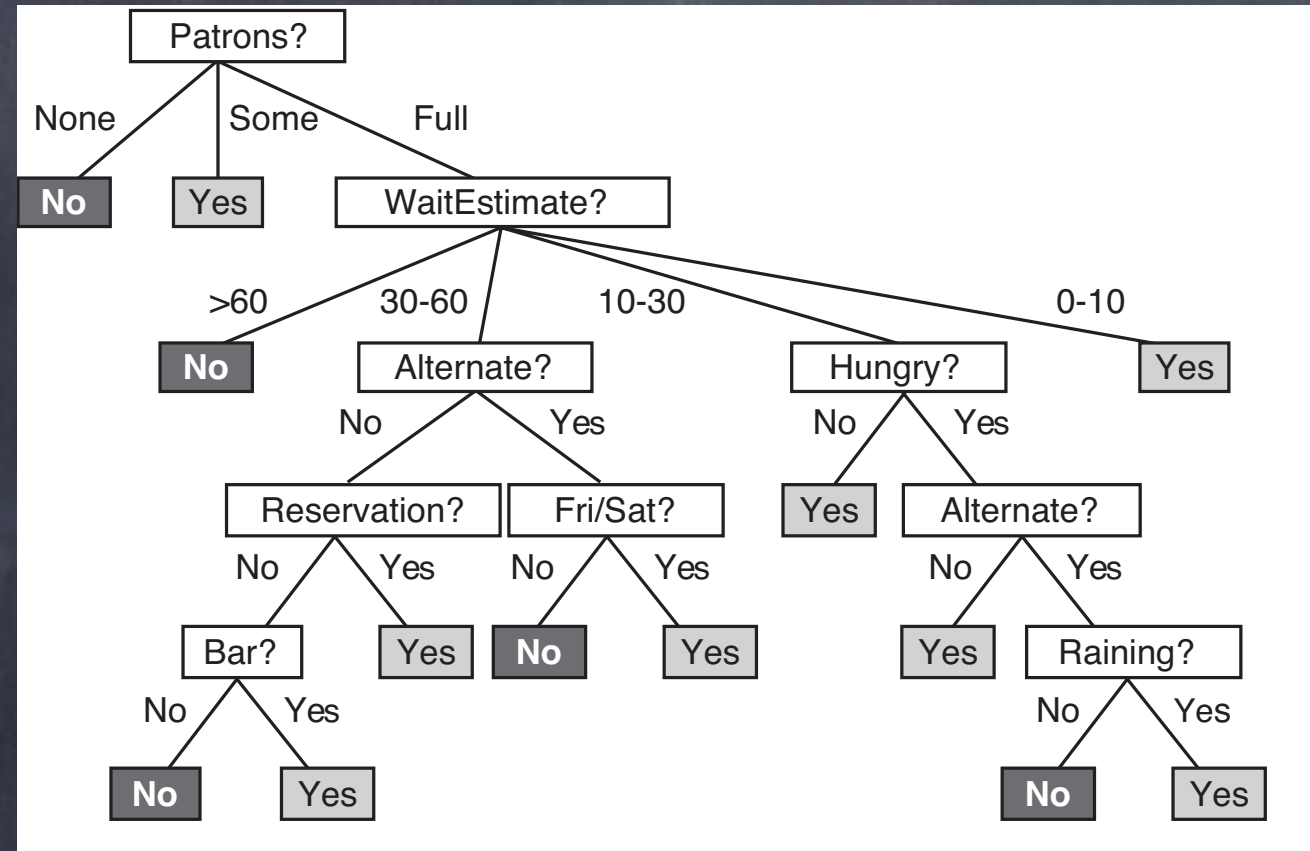 Patrons?
None Some Full
No Yes WaitEstimate?
>60 30-60 10-30 0-10
No Alternate? Hungry? Yes
No Yes No Yes
Reservation? Fri/Sat? Yes Alternate?
No Yes No Yes No Yes
Bar? Yes No Yes Yes Raining?
No Yes No Yes
No Yes No Yes